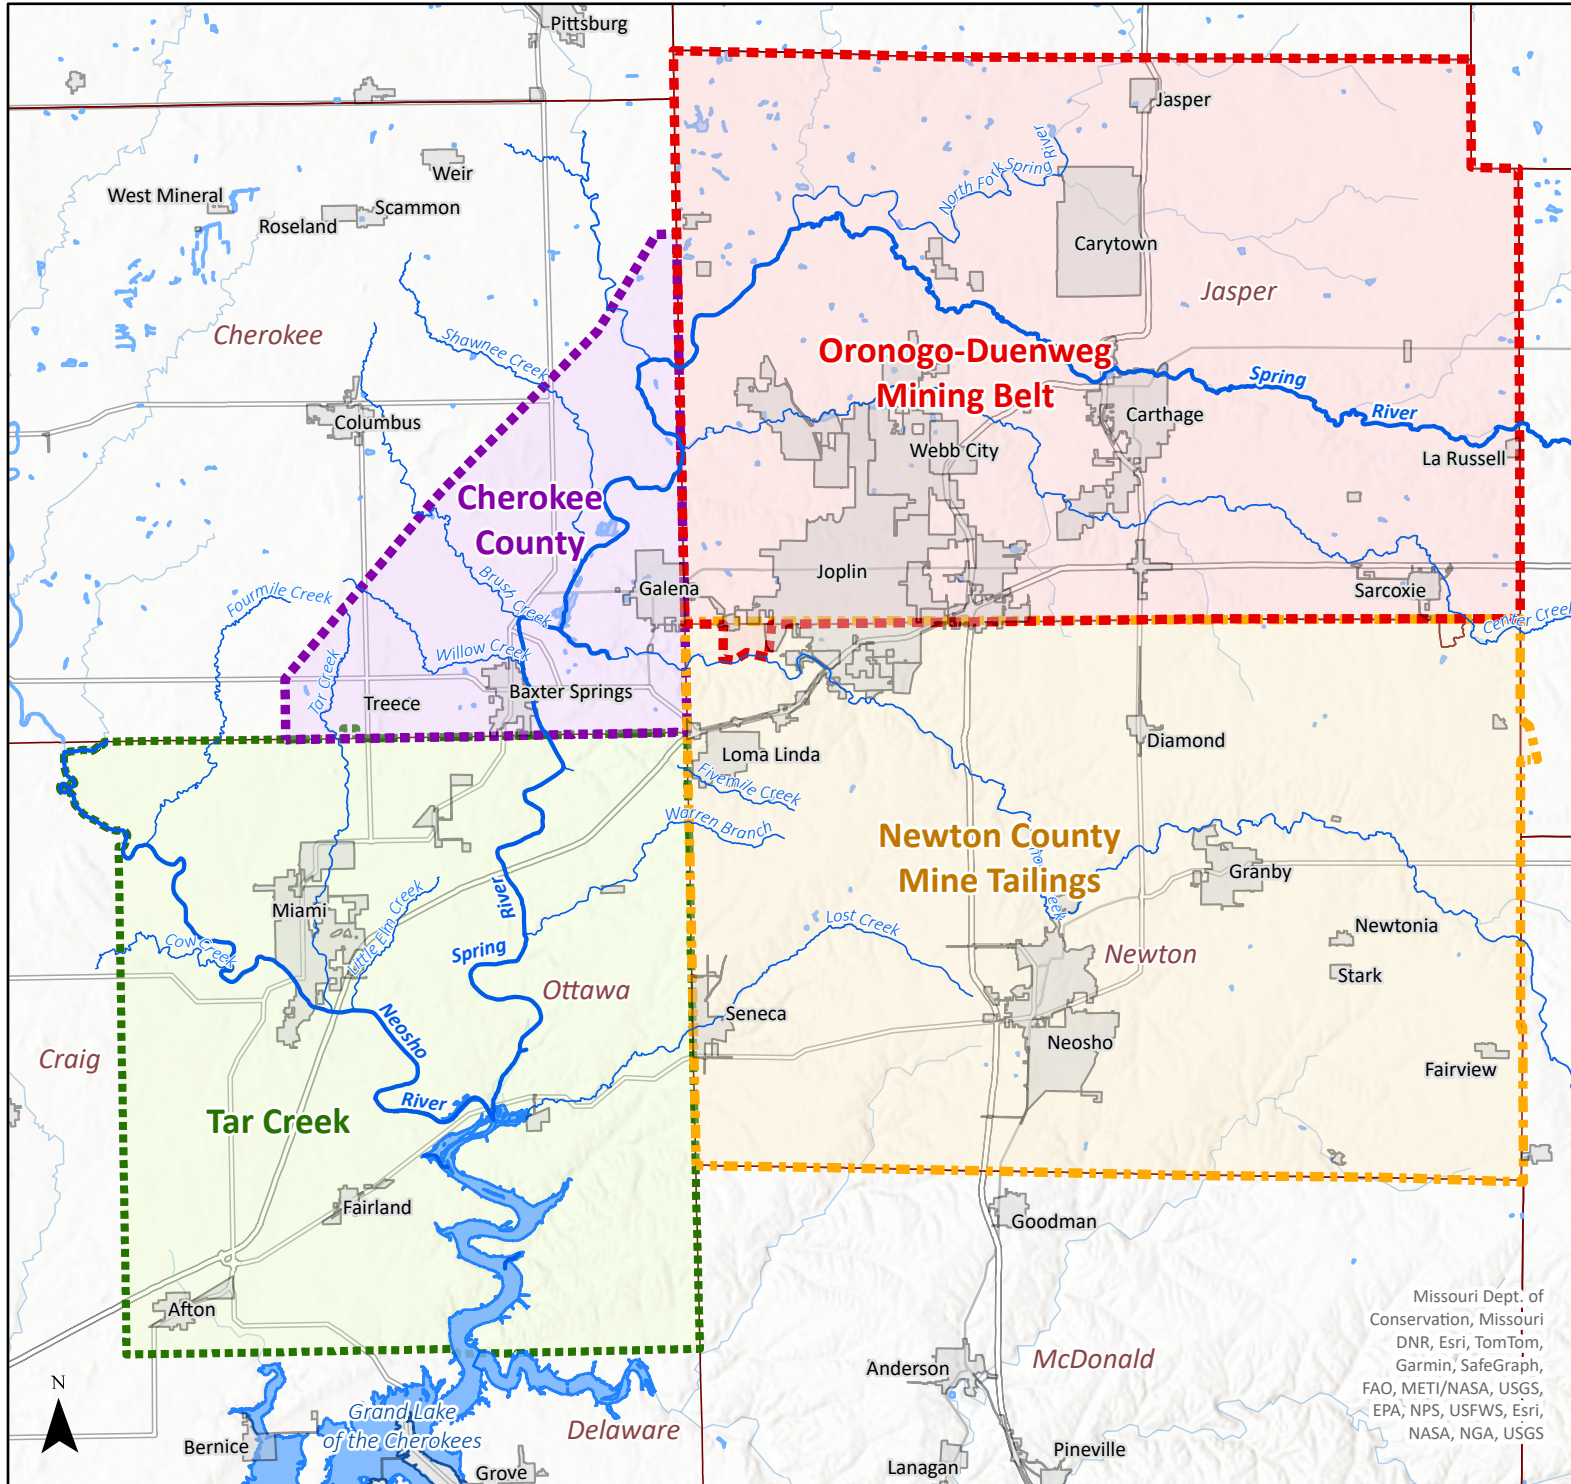 Pittsburg
Jasper
Weir
West Mineral
Scammon
Roseland
North Fork Spring River
Carytown
Jasper
Cherokee
Shawnee Creek
Oronogo-Duenweg
Mining Belt
Spring
River
Columbus
Carthage
Webb City
La Russell
Cherokee
County
Joplin
Galena
Sarcoxie
Brush Creek
Fourmile Creek
Center Creek
Willow Creek
Tar Creek
Baxter Springs
Treece
Diamond
Loma Linda
Fivemile Creek
Warren Branch
Newton County
Mine Tailings
Granby
Miami
River
Little Elm Creek
Lost Creek
Newtonia
Cow Creek
Spring
Newton
Stark
Ottawa
Seneca
Neosho
Neosho
Craig
Fairview
River
Tar Creek
Fairland
Goodman
Afton
Missouri Dept. of
Conservation, Missouri
DNR, Esri, TomTom,
Garmin, SafeGraph,
FAO, METI/NASA, USGS,
EPA, NPS, USFWS, Esri,
NASA, NGA, USGS
McDonald
Anderson
N
Grand Lake
of the Cherokees
Delaware
Bernice
Pineville
Lanagan
Grove